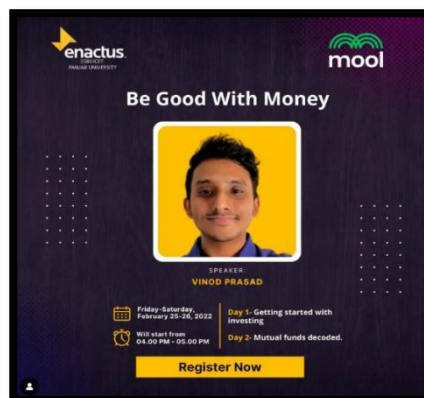 enactus.
SSBUICET
PANJAB UNIVERSITY
mool
Be Good With Money
SPEAKER:
VINOD PRASAD
Friday-Saturday,
February 25-26, 2022
Will start from
04.00 PM - 05.00 PM
Day 1- Getting started with
investing
Day 2- Mutual funds decoded.
Register Now